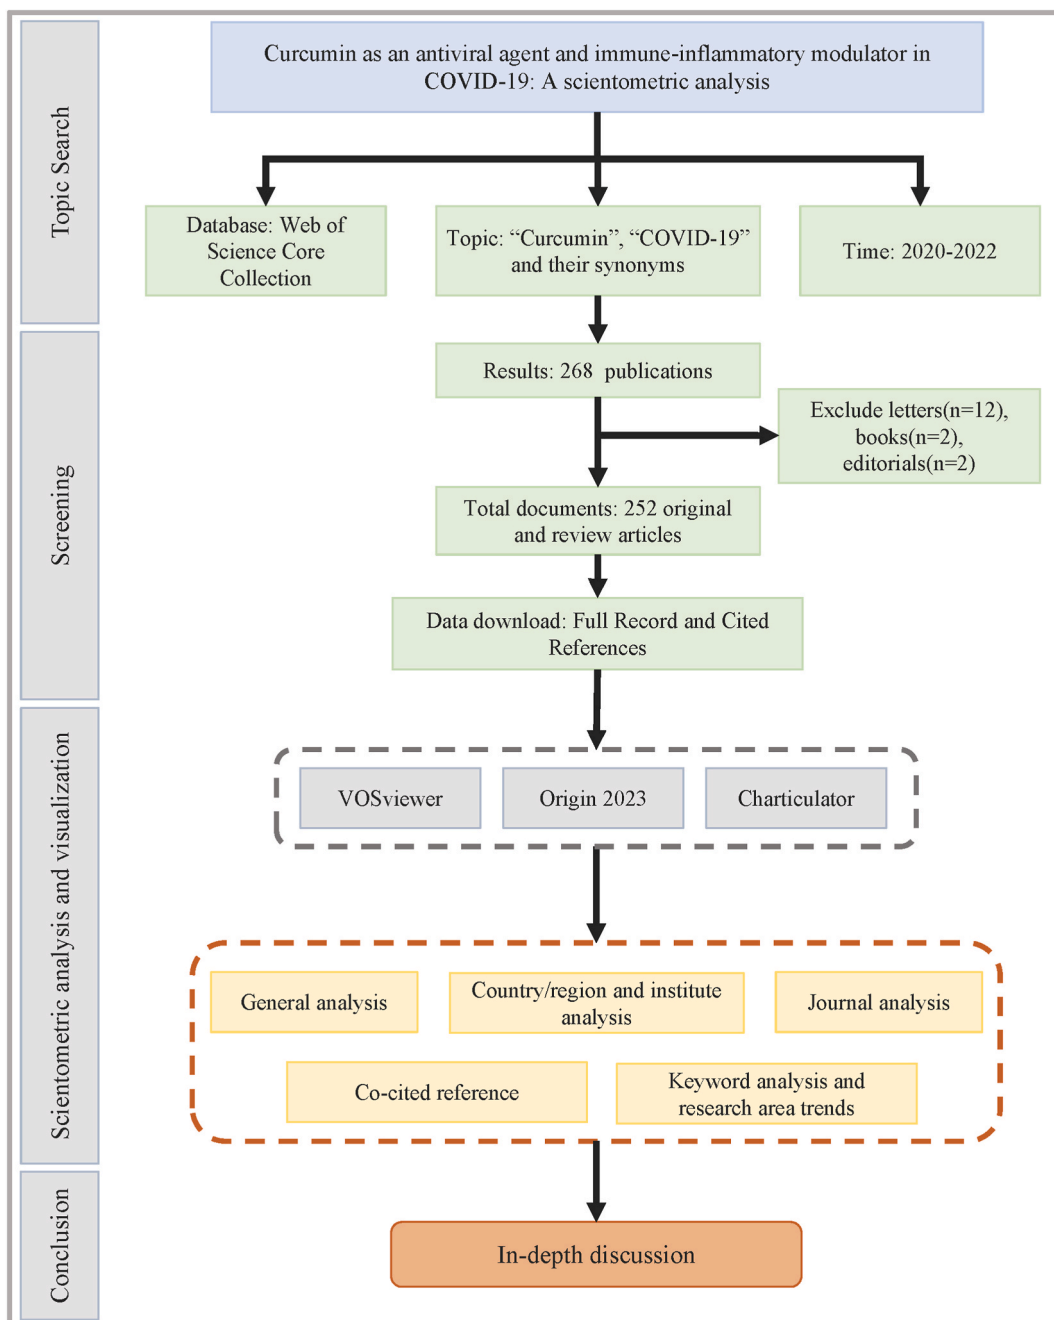 Topic Search
Curcumin as an antiviral agent and immune-inflammatory modulator in
COVID-19: A scientometric analysis
Database: Web of
Science Core
Collection
Topic: “Curcumin”, “COVID-19”
and their synonyms
Time: 2020-2022
Screening
Results: 268 publications
Exclude letters(n=12),
books(n=2),
editorials(n=2)
Total documents: 252 original
and review articles
Data download: Full Record and Cited
References
Scientometric analysis and visualization
VOSviewer
Origin 2023
Charticulator
General analysis
Country/region and institute
analysis
Journal analysis
Co-cited reference
Keyword analysis and
research area trends
Conclusion
In-depth discussion